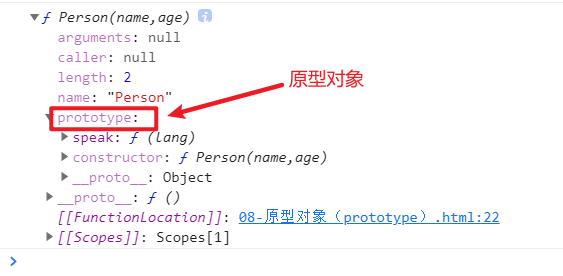 ▼ƒ Person(name,age) i
arguments: null
caller: null
length: 2
name: "Person"
原型对象
▼prototype:
▶speak: ƒ (lang)
▶constructor: ƒ Person(name,age)
▶__proto__: Object
▶__proto__: ƒ ()
[[FunctionLocation]]: 08-原型对象（prototype）.html:22
▶[[Scopes]]: Scopes[1]
>